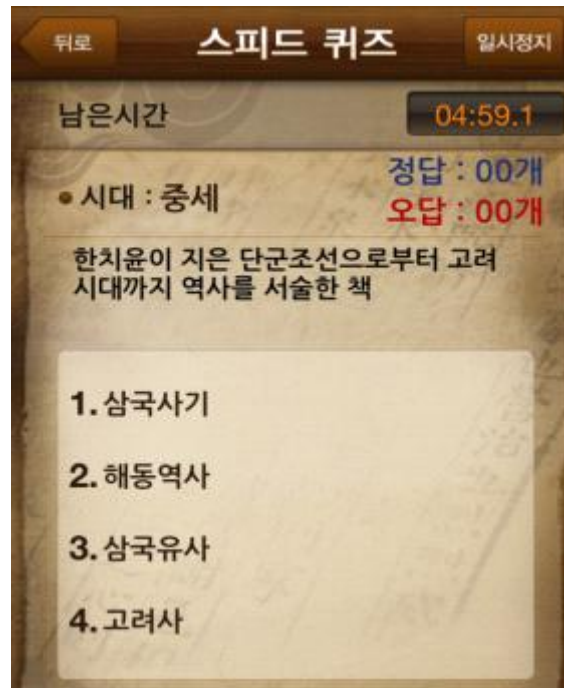 뒤로
스피드 퀴즈
일시정지
남은시간
04:59.1
• 시대 : 중세
정답 : 00개
오답 : 00개
한치윤이 지은 단군조선으로부터 고려
시대까지 역사를 서술한 책
1. 삼국사기
2. 해동역사
3. 삼국유사
4. 고려사